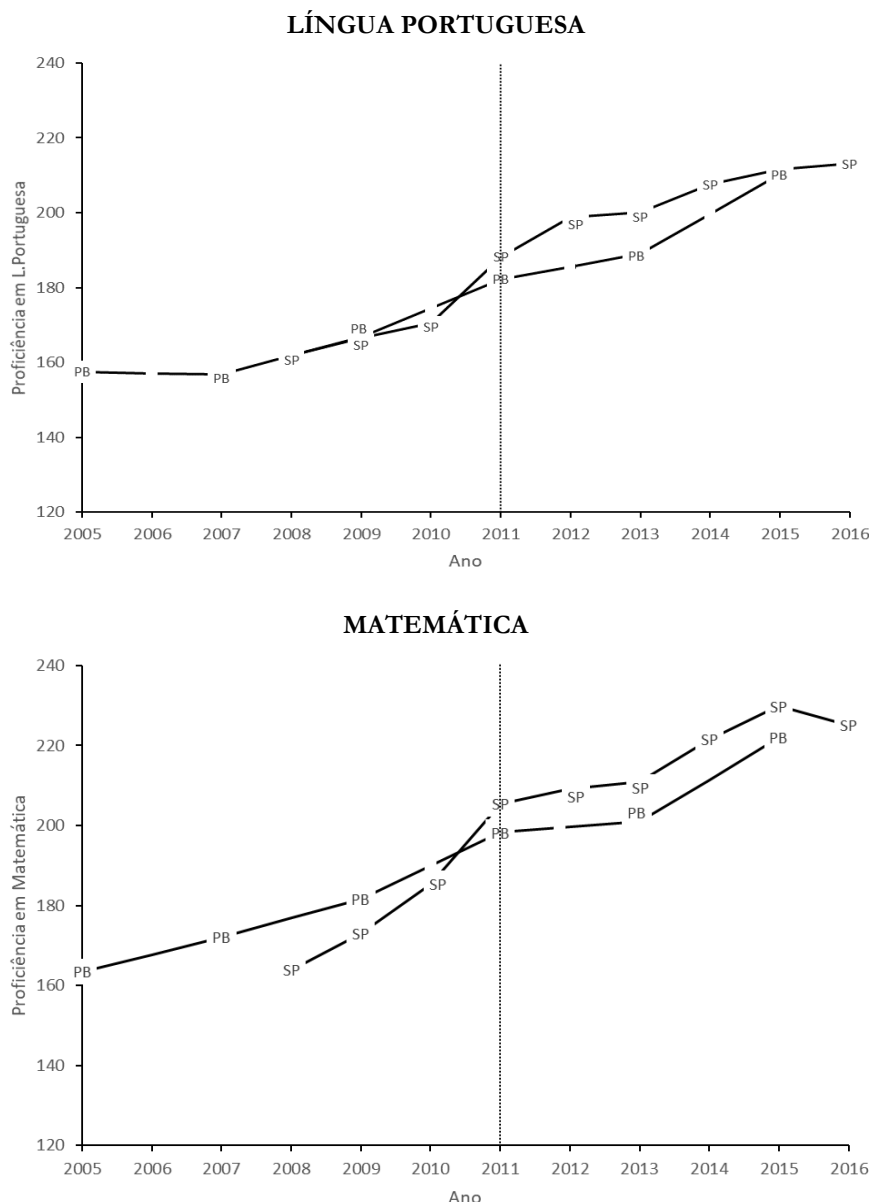 LÍNGUA PORTUGUESA
240
220
200
180
160
140
120
Proficiência em L.Portuguesa
PB
PB
SP
PB
SP
SP
SP
PB
SP
SP
PB
SP
PB
SP
2005 2006 2007 2008 2009 2010 2011 2012 2013 2014 2015 2016
Ano
MATEMÁTICA
240
220
200
180
160
140
120
Proficiência em Matemática
PB
PB
SP
PB
SP
SP
SP
PB
SP
SP
PB
SP
SP
PB
SP
2005 2006 2007 2008 2009 2010 2011 2012 2013 2014 2015 2016
Ano